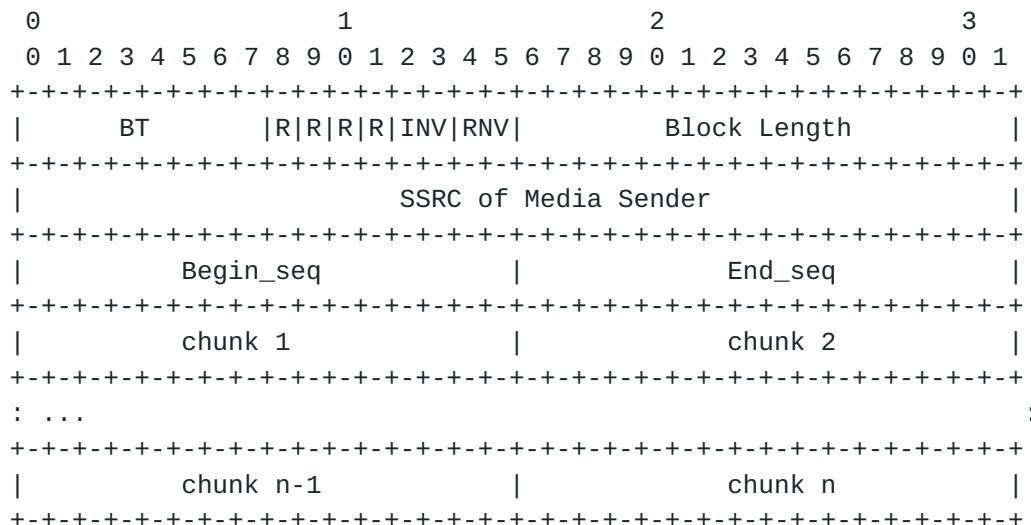 0                   1                   2                   3
 0 1 2 3 4 5 6 7 8 9 0 1 2 3 4 5 6 7 8 9 0 1 2 3 4 5 6 7 8 9 0 1
+-+-+-+-+-+-+-+-+-+-+-+-+-+-+-+-+-+-+-+-+-+-+-+-+-+-+-+-+-+-+-+-+
|      BT       |R|R|R|R|INV|RNV|         Block Length          |
+-+-+-+-+-+-+-+-+-+-+-+-+-+-+-+-+-+-+-+-+-+-+-+-+-+-+-+-+-+-+-+-+
|                        SSRC of Media Sender                   |
+-+-+-+-+-+-+-+-+-+-+-+-+-+-+-+-+-+-+-+-+-+-+-+-+-+-+-+-+-+-+-+-+
|          Begin_seq            |             End_seq           |
+-+-+-+-+-+-+-+-+-+-+-+-+-+-+-+-+-+-+-+-+-+-+-+-+-+-+-+-+-+-+-+-+
|          chunk 1              |             chunk 2           |
+-+-+-+-+-+-+-+-+-+-+-+-+-+-+-+-+-+-+-+-+-+-+-+-+-+-+-+-+-+-+-+-+
: ...                                                            :
+-+-+-+-+-+-+-+-+-+-+-+-+-+-+-+-+-+-+-+-+-+-+-+-+-+-+-+-+-+-+-+-+
|          chunk n-1            |             chunk n           |
+-+-+-+-+-+-+-+-+-+-+-+-+-+-+-+-+-+-+-+-+-+-+-+-+-+-+-+-+-+-+-+-+